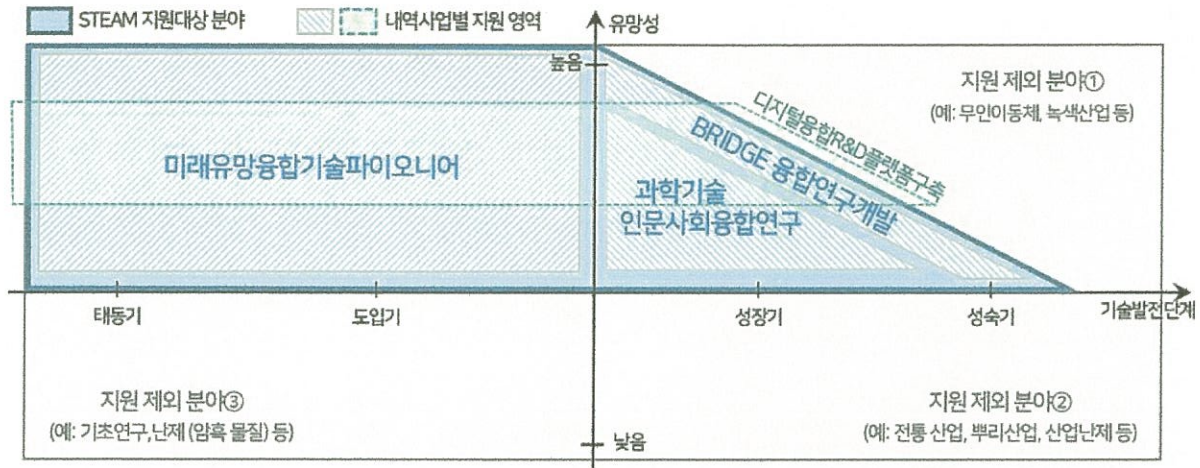 STEAM 지원대상 분야 내역사업별 지원 영역
유망성
높음
지원 제외 분야①
(예: 무인이동체, 녹색산업 등)
디지털융합R&D플랫폼구축
BRIDGE 융합연구개발
미래유망융합기술파이오니어
과학기술
인문사회융합연구
태동기 도입기 성장기 성숙기 기술발전단계
지원 제외 분야③
(예: 기초연구,난제 (암흑 물질) 등)
지원 제외 분야②
(예: 전통 산업, 뿌리산업, 산업난제 등)
낮음